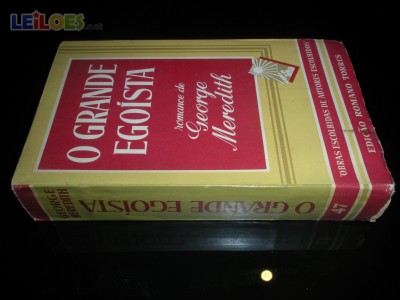 LEiLOES.net
O GRANDE
EGOÍSTA
romance de
George
Meredith
OBRAS ESCOLHIDAS DE AUTORES ESCOLHIDOS
EDIÇÃO ROMANO TORRES
GEORGE
MEREDITH
O GRANDE EGOÍSTA
47